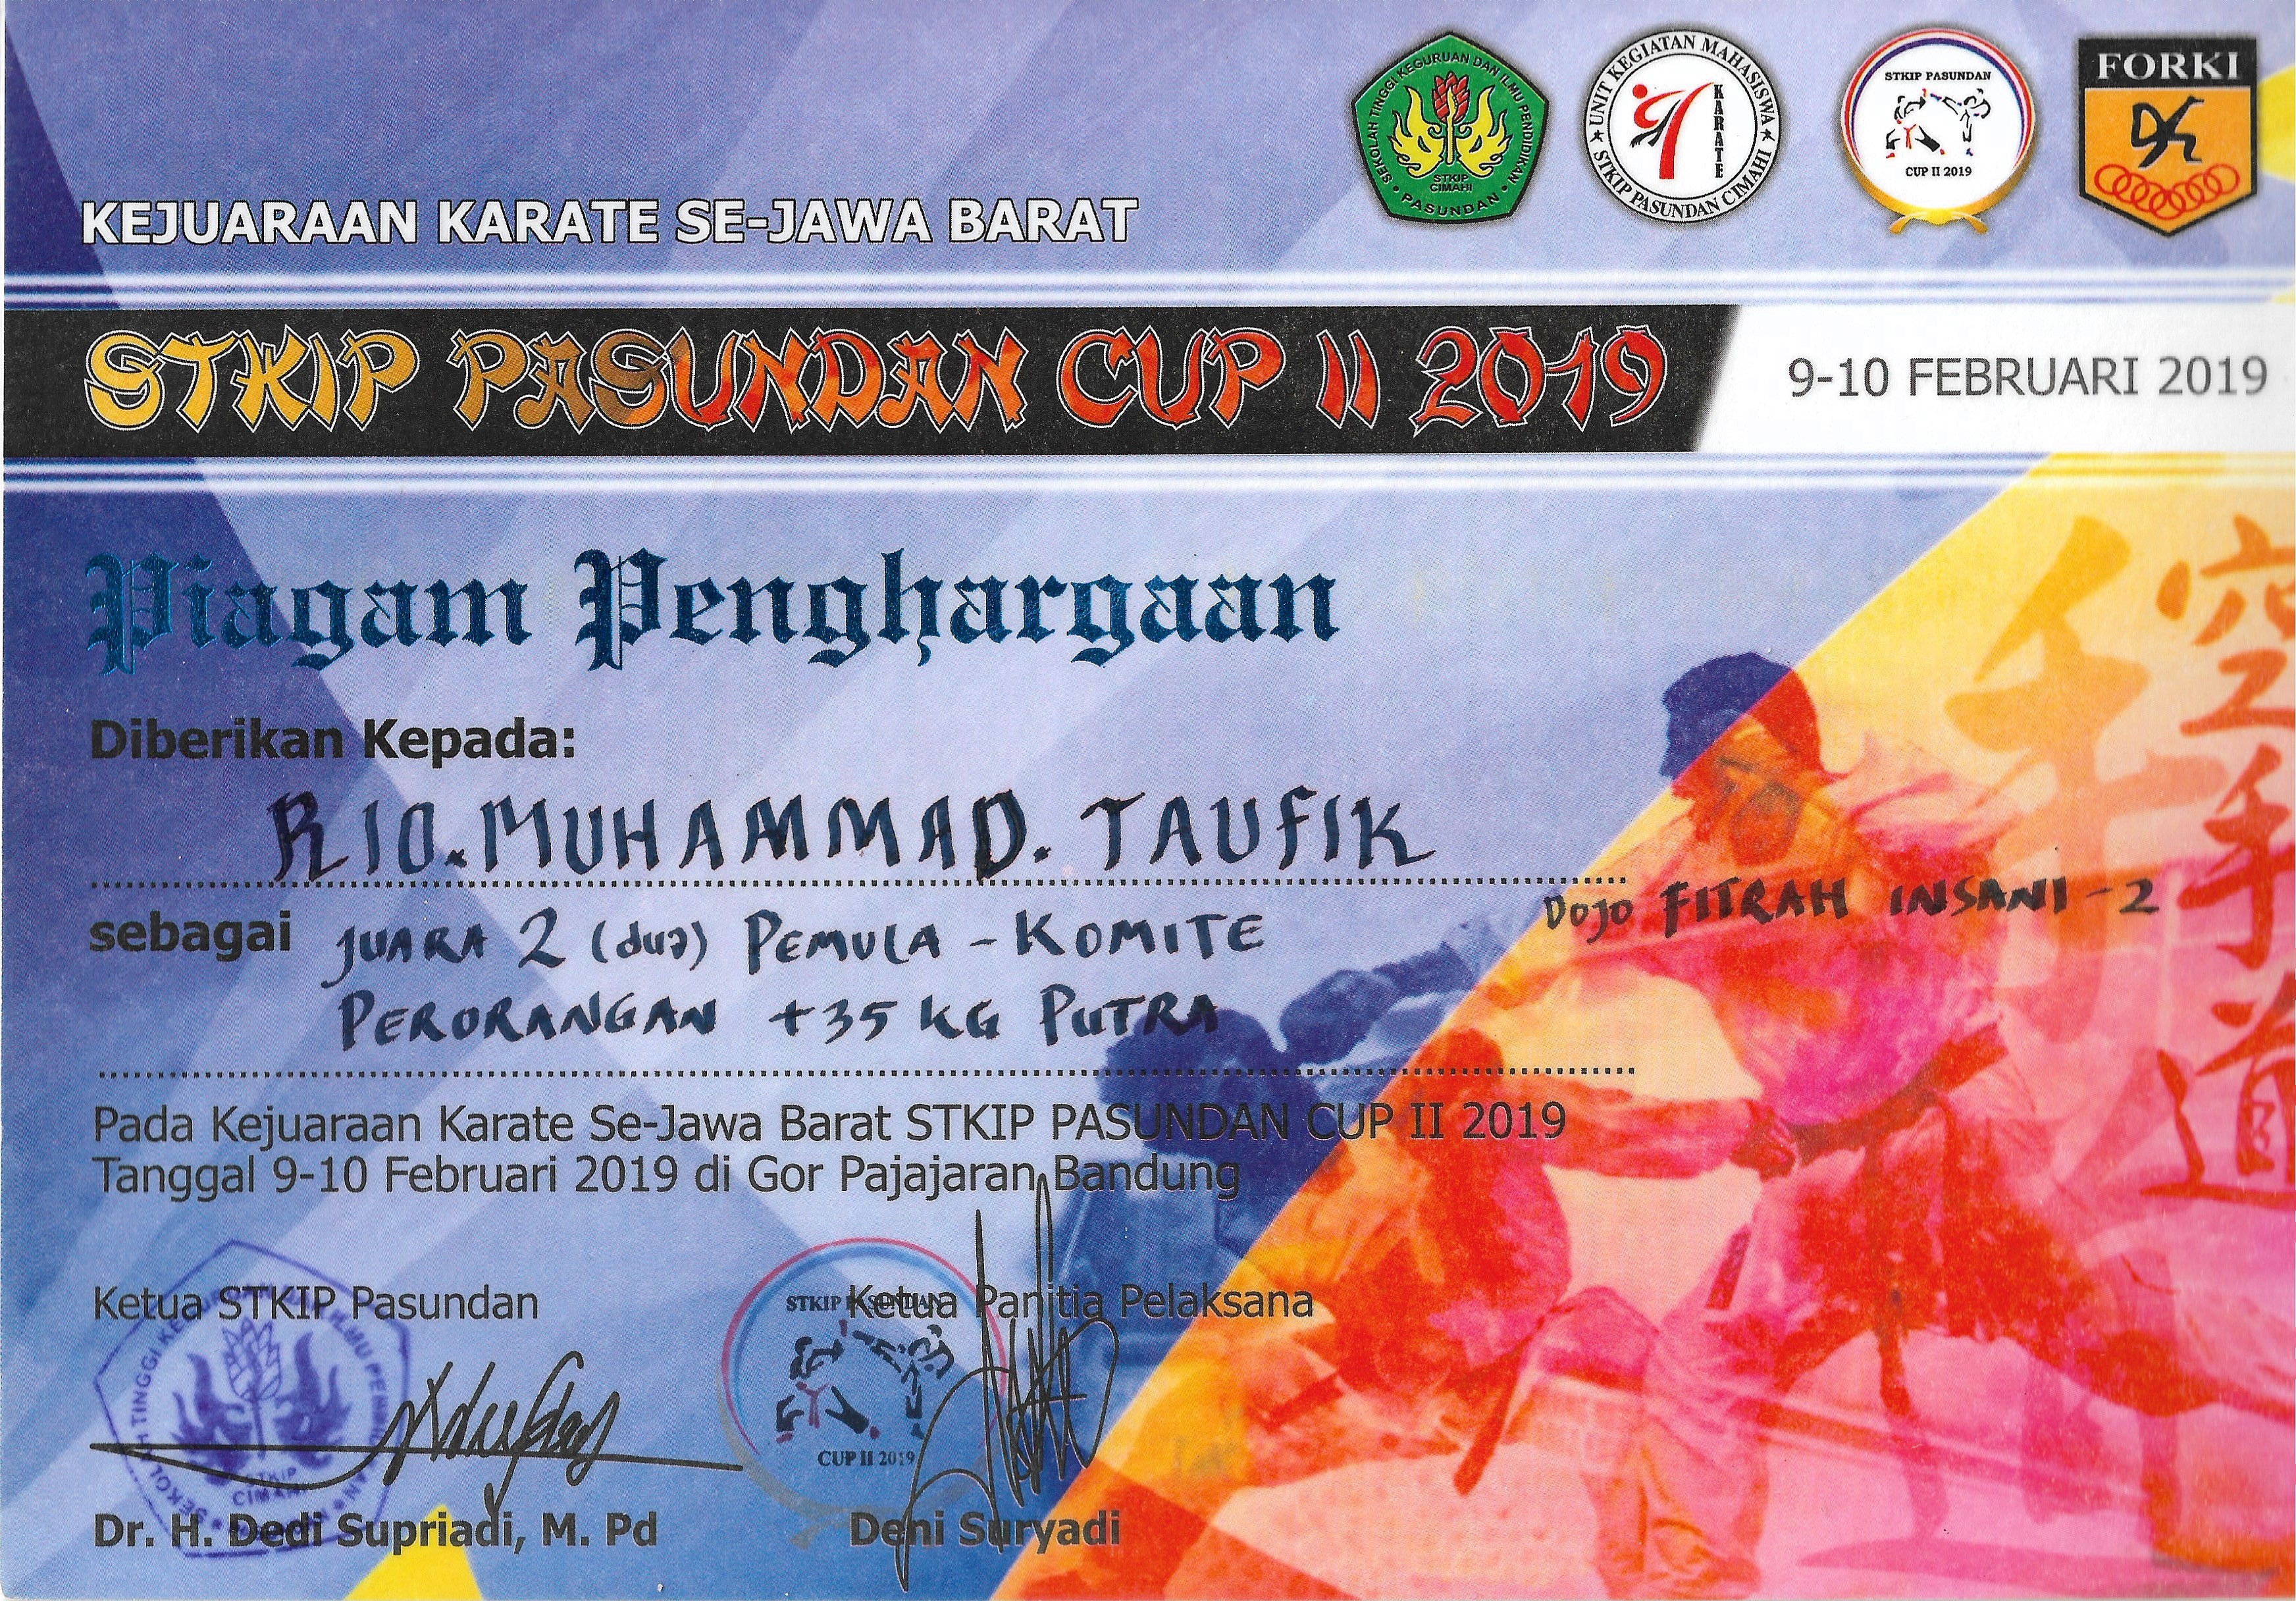 SEKOLAH TINGGI KEGURUAN DAN ILMU PENDIDIKAN
STKIP
CIMAHI
PASUNDAN
UNIT KEGIATAN MAHASISWA
KARATE
STKIP PASUNDAN CIMAHI
STKIP PASUNDAN
CUP II 2019
FORKI
KEJUARAAN KARATE SE-JAWA BARAT
STKIP PASUNDAN CUP II 2019
9-10 FEBRUARI 2019
Piagam Penghargaan
空手道
Diberikan Kepada:
RIO.MUHAMMAD. TAUFIK
DOJO FITRAH INSANI-2
sebagai JUARA 2 (dua) PEMULA - KOMITE
PERORANGAN +35 KG PUTRA
Pada Kejuaraan Karate Se-Jawa Barat STKIP PASUNDAN CUP II 2019
Tanggal 9-10 Februari 2019 di Gor Pajajaran Bandung
Ketua STKIP Pasundan
Ketua Panitia Pelaksana
STKIP PASUNDAN
CUP II 2019
STKIP
CIMAHI
Dr. H. Dedi Supriadi, M. Pd
Deni Suryadi